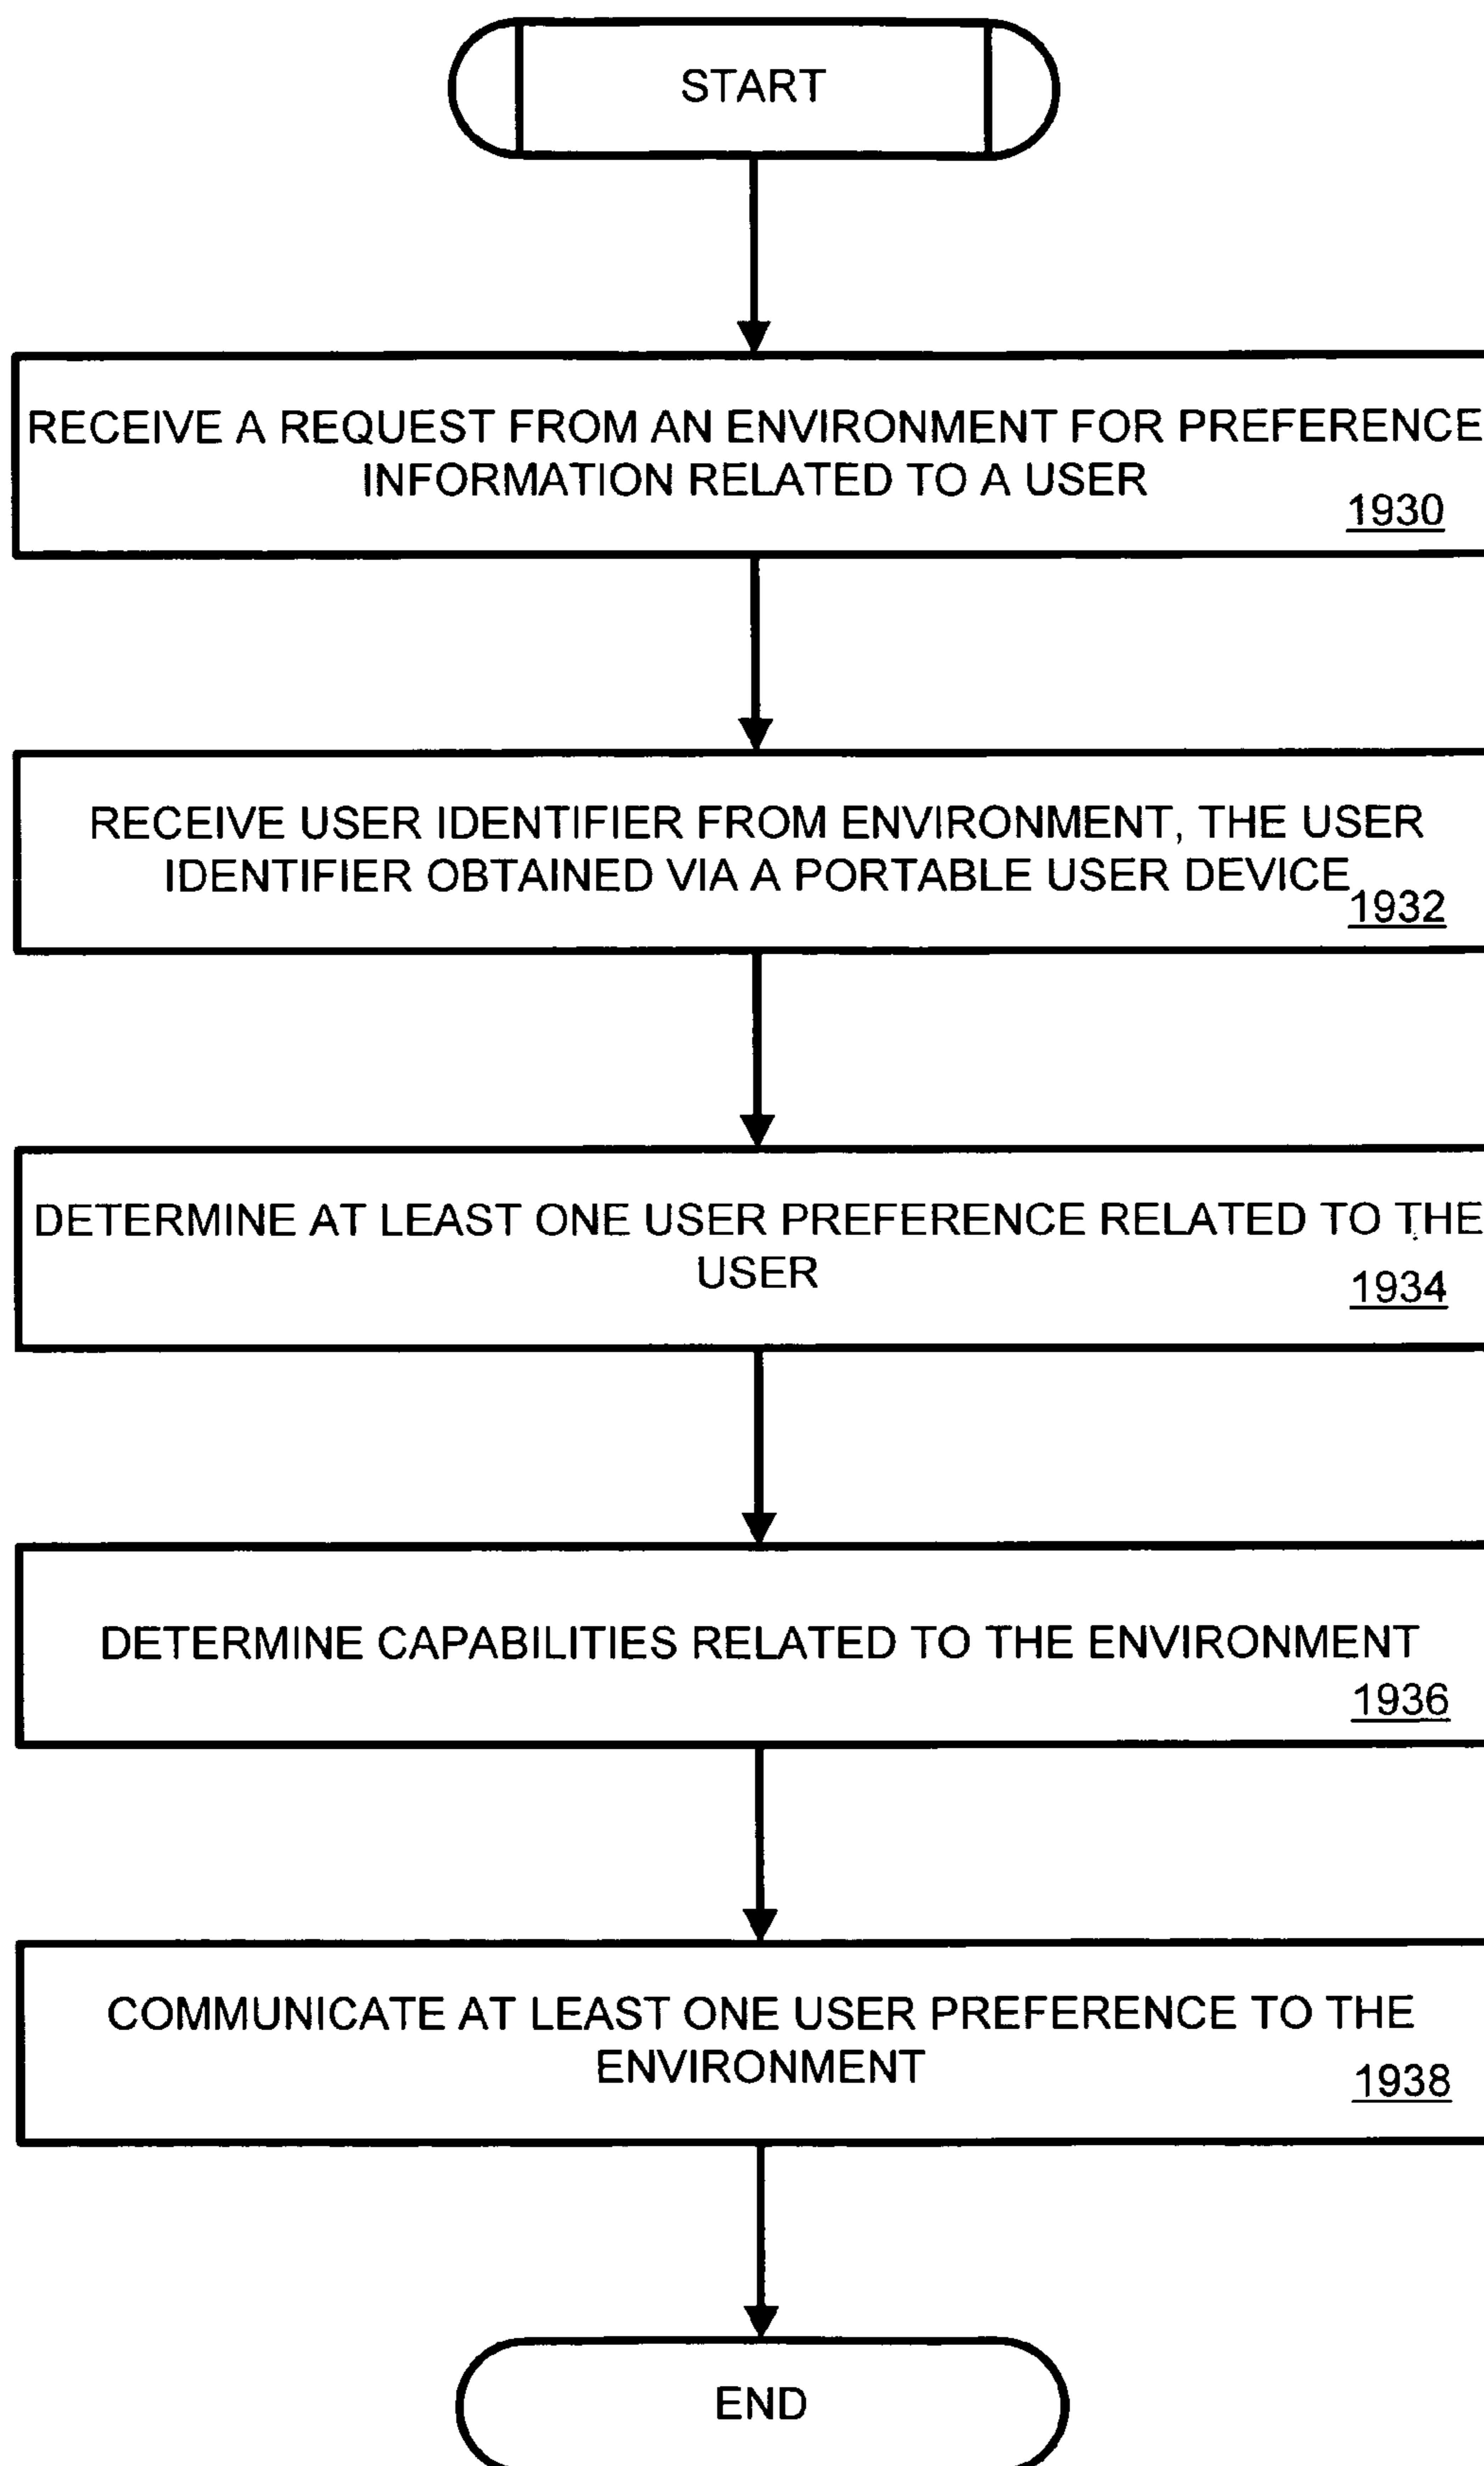 START
RECEIVE A REQUEST FROM AN ENVIRONMENT FOR PREFERENCE
INFORMATION RELATED TO A USER
1930
RECEIVE USER IDENTIFIER FROM ENVIRONMENT, THE USER
IDENTIFIER OBTAINED VIA A PORTABLE USER DEVICE
1932
DETERMINE AT LEAST ONE USER PREFERENCE RELATED TO THE
USER
1934
DETERMINE CAPABILITIES RELATED TO THE ENVIRONMENT
1936
COMMUNICATE AT LEAST ONE USER PREFERENCE TO THE
ENVIRONMENT
1938
END